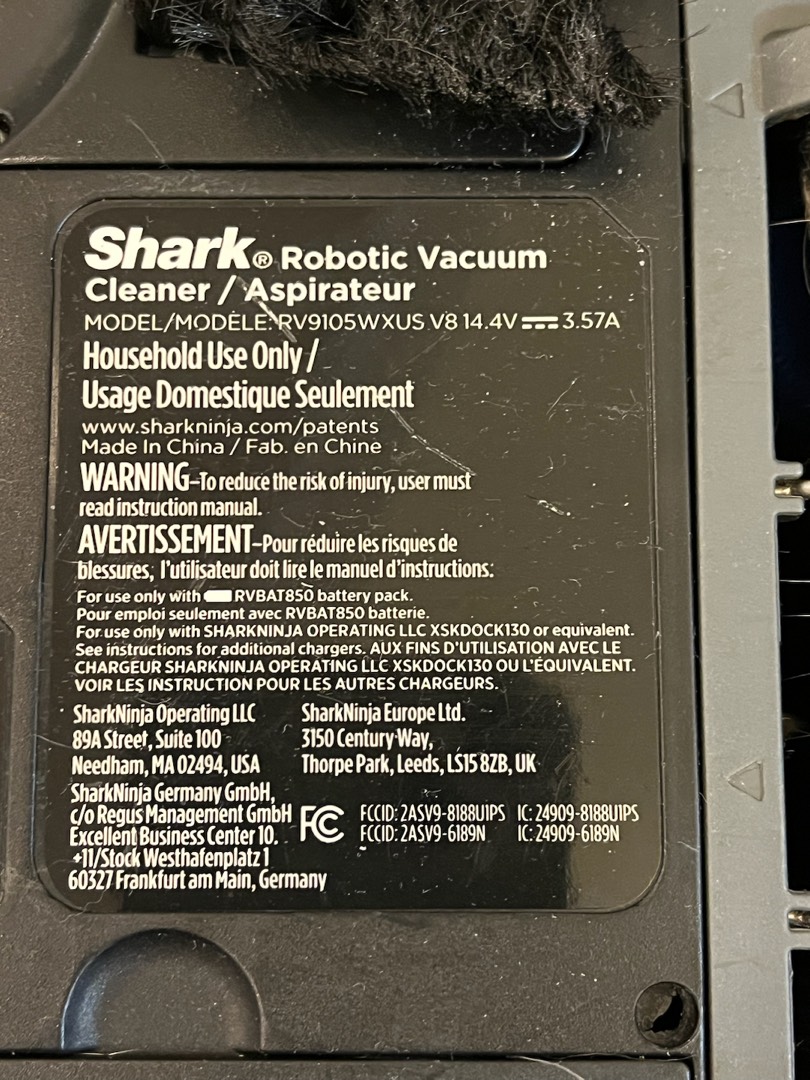 Shark® Robotic Vacuum
Cleaner / Aspirateur
MODEL/MODÈLE: RV9105WXUS V8 14.4V ⎓ 3.57A
Household Use Only /
Usage Domestique Seulement
www.sharkninja.com/patents
Made In China / Fab. en Chine
WARNING–To reduce the risk of injury, user must
read instruction manual.
AVERTISSEMENT–Pour réduire les risques de
blessures, l'utilisateur doit lire le manuel d'instructions.
For use only with RVBAT850 battery pack.
Pour emploi seulement avec RVBAT850 batterie.
For use only with SHARKNINJA OPERATING LLC XSKDOCK130 or equivalent.
See instructions for additional chargers. AUX FINS D'UTILISATION AVEC LE
CHARGEUR SHARKNINJA OPERATING LLC XSKDOCK130 OU L'ÉQUIVALENT.
VOIR LES INSTRUCTION POUR LES AUTRES CHARGEURS.
SharkNinja Operating LLC
89A Street, Suite 100
Needham, MA 02494, USA
SharkNinja Europe Ltd.
3150 Century Way,
Thorpe Park, Leeds, LS15 8ZB, UK
SharkNinja Germany GmbH,
c/o Regus Management GmbH
Excellent Business Center 10.
+11/Stock Westhafenplatz 1
60327 Frankfurt am Main, Germany
FC
FCCID: 2ASV9-8188U1PS IC: 24909-8188U1PS
FCCID: 2ASV9-6189N IC: 24909-6189N